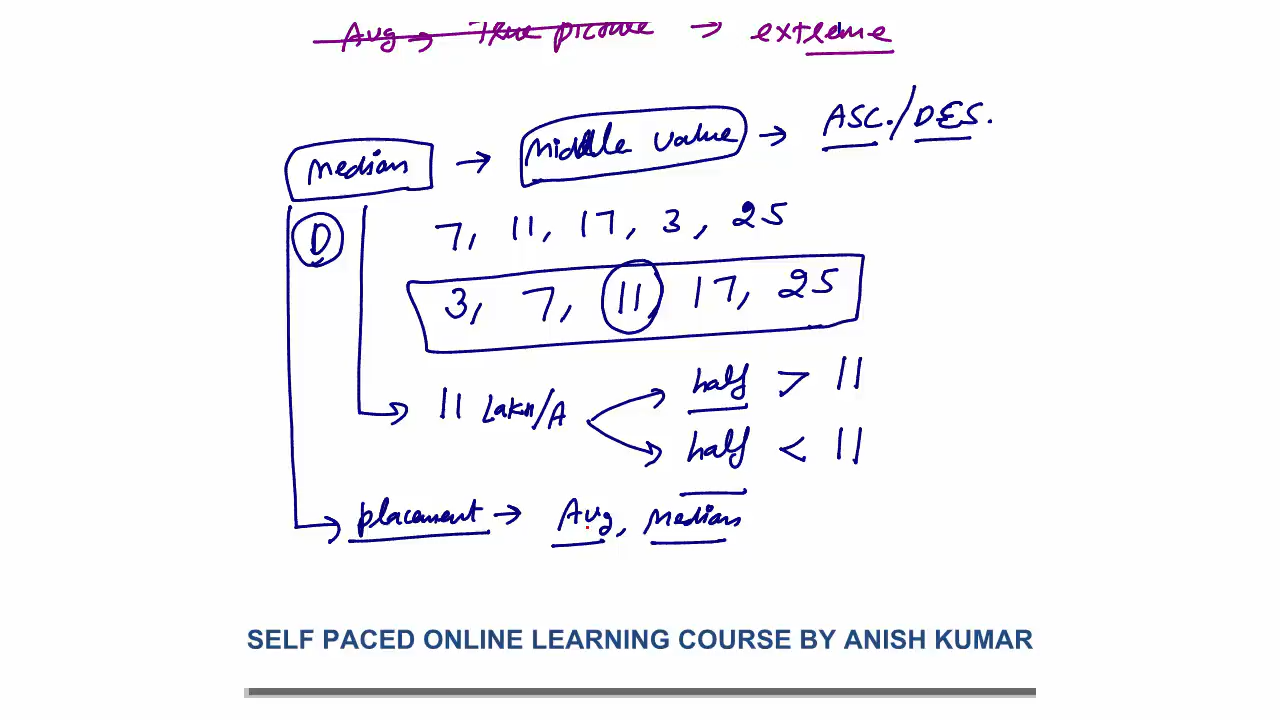 Avg → True picture → extreme
Median → Middle value → ASC./DES.
D
7, 11, 17, 3, 25
3, 7, 11, 17, 25
11 Lakh/A
half > 11
half < 11
placement → Avg, Median
SELF PACED ONLINE LEARNING COURSE BY ANISH KUMAR